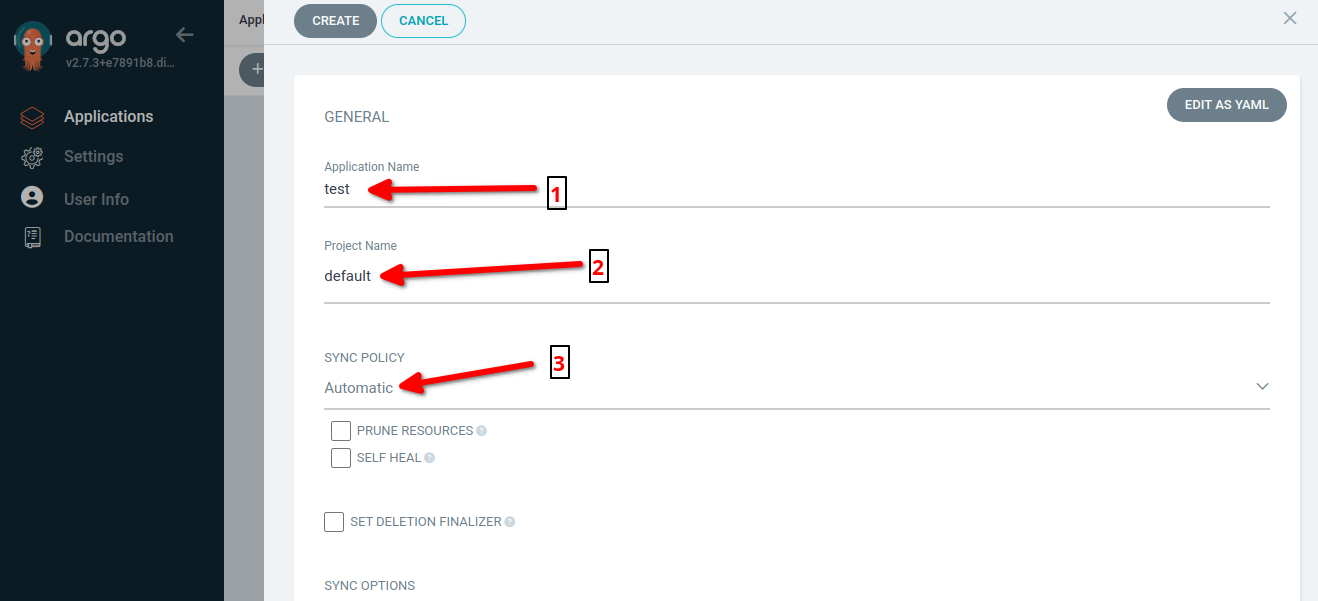 argo
v2.7.3+e7891b8.di...
Applications
Settings
User Info
Documentation
Appl
+
CREATE
CANCEL
EDIT AS YAML
GENERAL
Application Name
test
1
Project Name
default
2
SYNC POLICY
Automatic
3
PRUNE RESOURCES ?
SELF HEAL ?
SET DELETION FINALIZER ?
SYNC OPTIONS